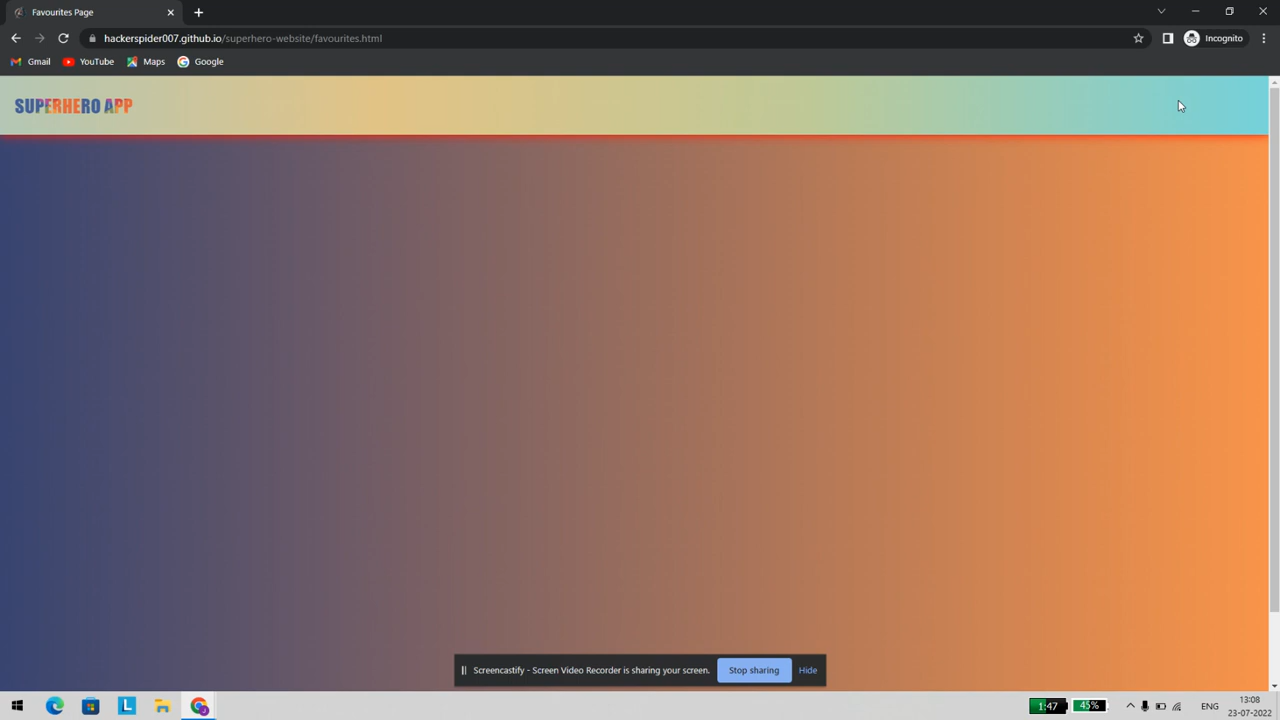 Favourites Page
hackerspider007.github.io/superhero-website/favourites.html
Incognito
Gmail
YouTube
Maps
Google
SUPERHERO APP
Screencastify - Screen Video Recorder is sharing your screen.
Stop sharing
Hide
L
1:47
45%
ENG
13:08
23-07-2022